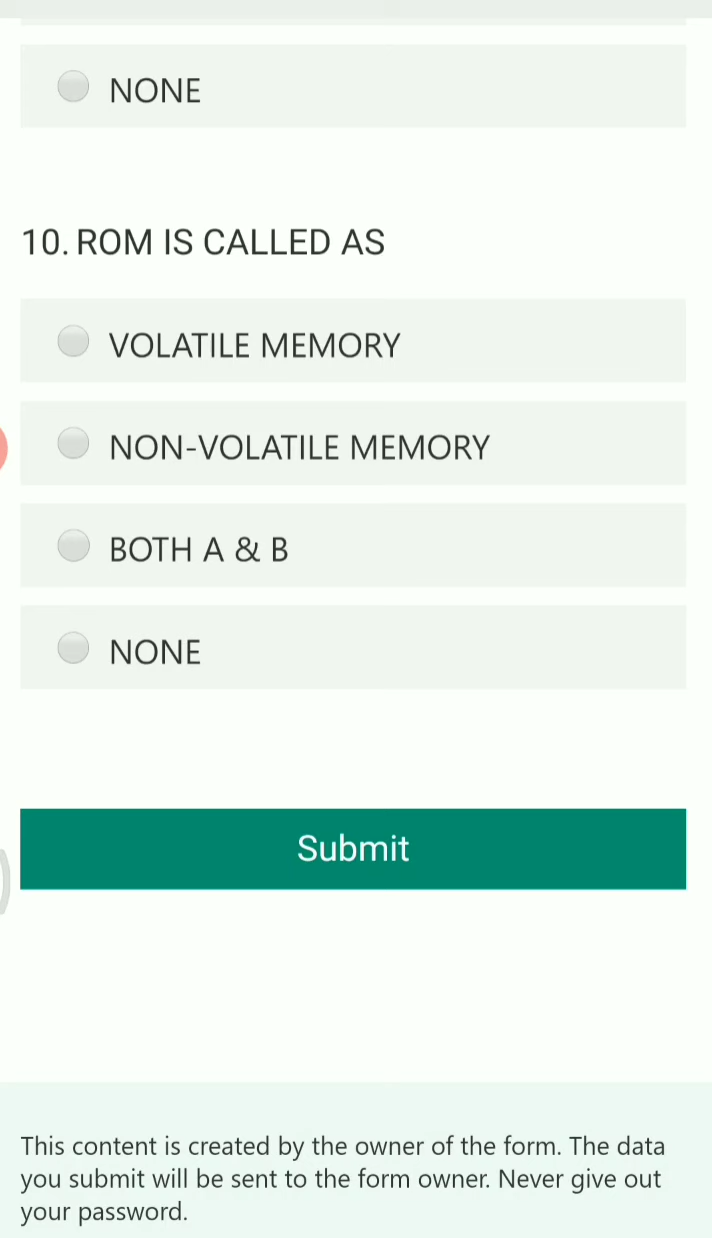 NONE
10. ROM IS CALLED AS
VOLATILE MEMORY
NON-VOLATILE MEMORY
BOTH A & B
NONE
Submit
This content is created by the owner of the form. The data
you submit will be sent to the form owner. Never give out
your password.